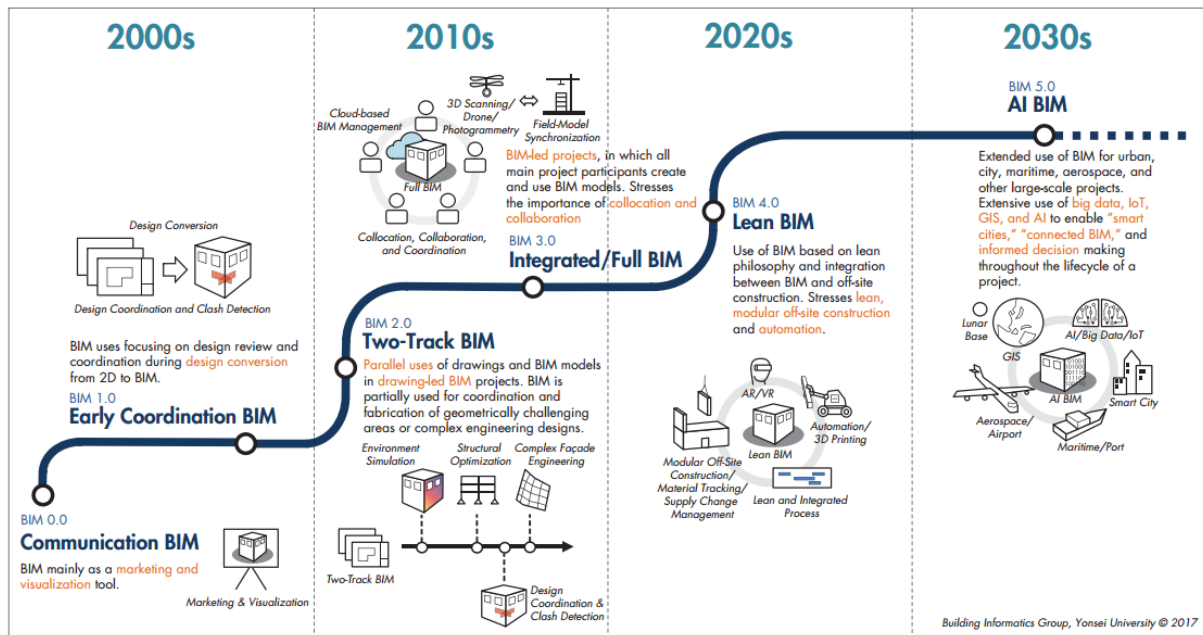 2000s
2010s
2020s
2030s
Design Conversion
Design Coordination and Clash Detection
BIM uses focusing on design review and
coordination during design conversion
from 2D to BIM.
BIM 1.0
Early Coordination BIM
BIM 0.0
Communication BIM
BIM mainly as a marketing and
visualization tool.
Marketing & Visualization
Cloud-based
BIM Management
3D Scanning/
Drone/
Photogrammetry
Field-Model
Synchronization
Full BIM
Collocation, Collaboration,
and Coordination
BIM-led projects, in which all
main project participants create
and use BIM models. Stresses
the importance of collocation and
collaboration
BIM 3.0
Integrated/Full BIM
BIM 2.0
Two-Track BIM
Parallel uses of drawings and BIM models
in drawing-led BIM projects. BIM is
partially used for coordination and
fabrication of geometrically challenging
areas or complex engineering designs.
Environment
Simulation
Structural
Optimization
Complex Façade
Engineering
Two-Track BIM
Design
Coordination &
Clash Detection
BIM 4.0
Lean BIM
Use of BIM based on lean
philosophy and integration
between BIM and off-site
construction. Stresses lean,
modular off-site construction
and automation.
AR/VR
Automation/
3D Printing
Lean BIM
Modular Off-Site
Construction/
Material Tracking/
Supply Change
Management
Lean and Integrated
Process
BIM 5.0
AI BIM
Extended use of BIM for urban,
city, maritime, aerospace, and
other large-scale projects.
Extensive use of big data, IoT,
GIS, and AI to enable “smart
cities,” “connected BIM,” and
informed decision making
throughout the lifecycle of a
project.
Lunar
Base
GIS
AI/Big Data/IoT
AI BIM
Smart City
Aerospace/
Airport
Maritime/Port
Building Informatics Group, Yonsei University © 2017